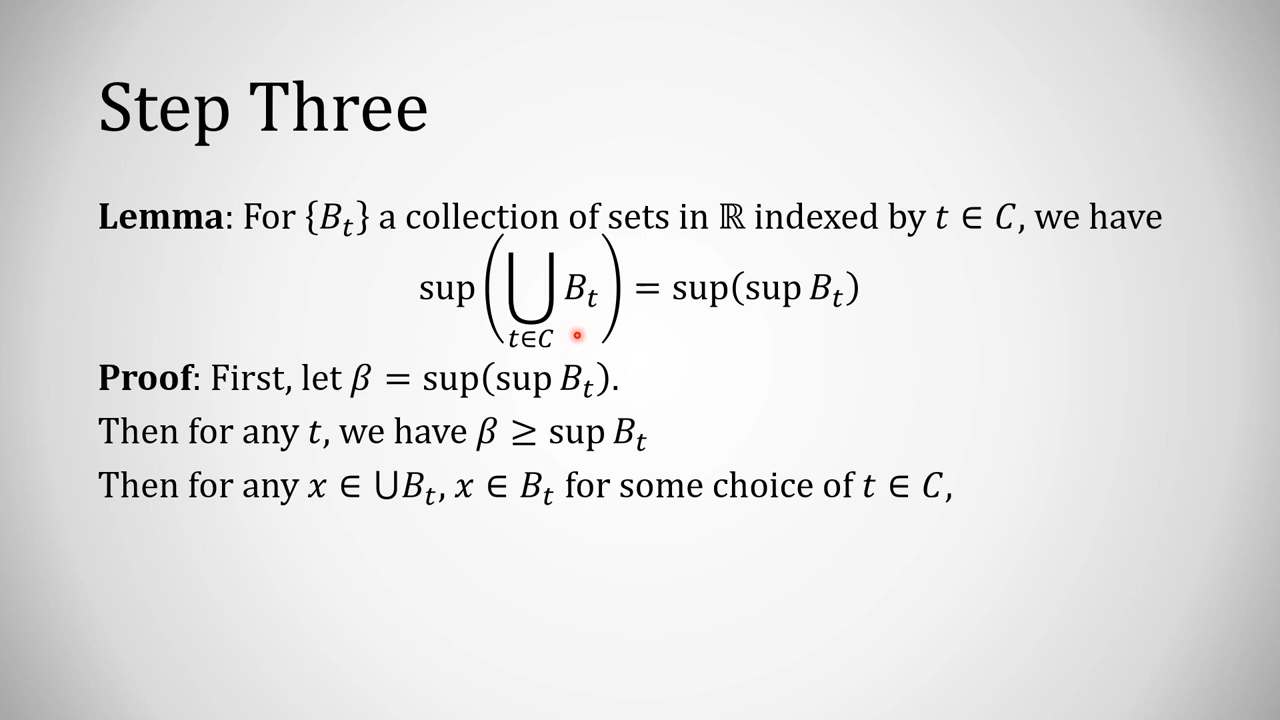 Step Three
Lemma: For {B_t} a collection of sets in ℝ indexed by t ∈ C, we have
sup(⋃_{t∈C} B_t) = sup(sup B_t)
Proof: First, let β = sup(sup B_t).
Then for any t, we have β ≥ sup B_t
Then for any x ∈ ∪B_t, x ∈ B_t for some choice of t ∈ C,